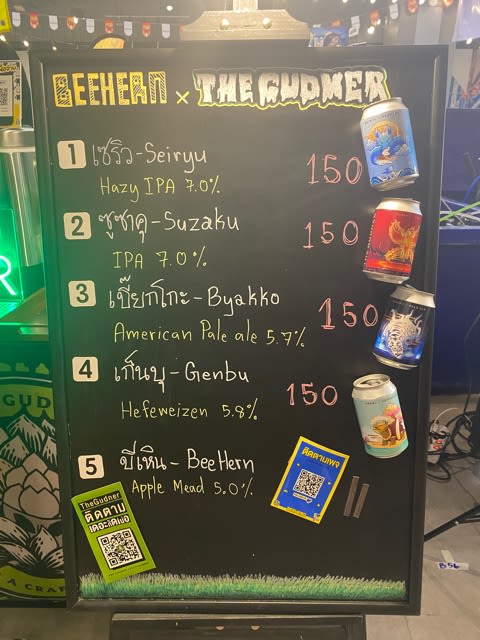 BEEHERN x THE GUDNER
1 เซริว - Seiryu 150
Hazy IPA 7.0%
2 ซูซาคุ - Suzaku 150
IPA 7.0%
3 เบี๊ยกโกะ - Byakko 150
American Pale ale 5.7%
4 เก็นบุ - Genbu 150
Hefeweizen 5.8%
5 บีเหิน - BeeHern
Apple Mead 5.0%
ติดตามเพจ
TheGudner
ติดตาม
B5L